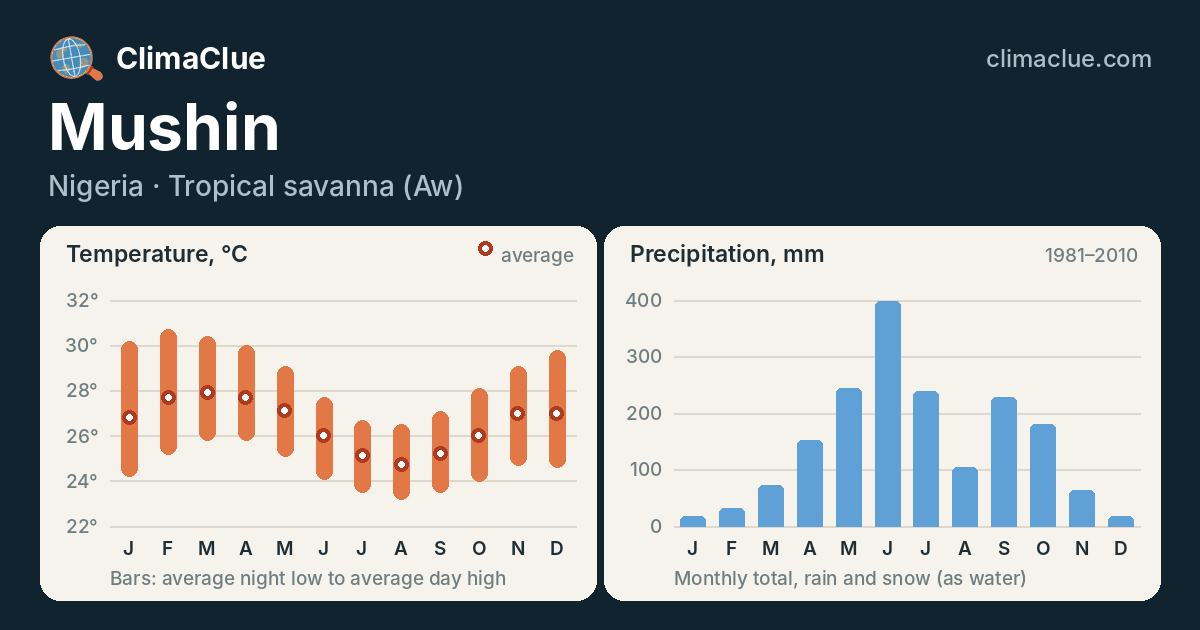 ClimaClue
climaclue.com
Mushin
Nigeria · Tropical savanna (Aw)
Temperature, °C
average
32°
30°
28°
26°
24°
22°
J F M A M J J A S O N D
Bars: average night low to average day high
Precipitation, mm
1981–2010
400
300
200
100
0
J F M A M J J A S O N D
Monthly total, rain and snow (as water)